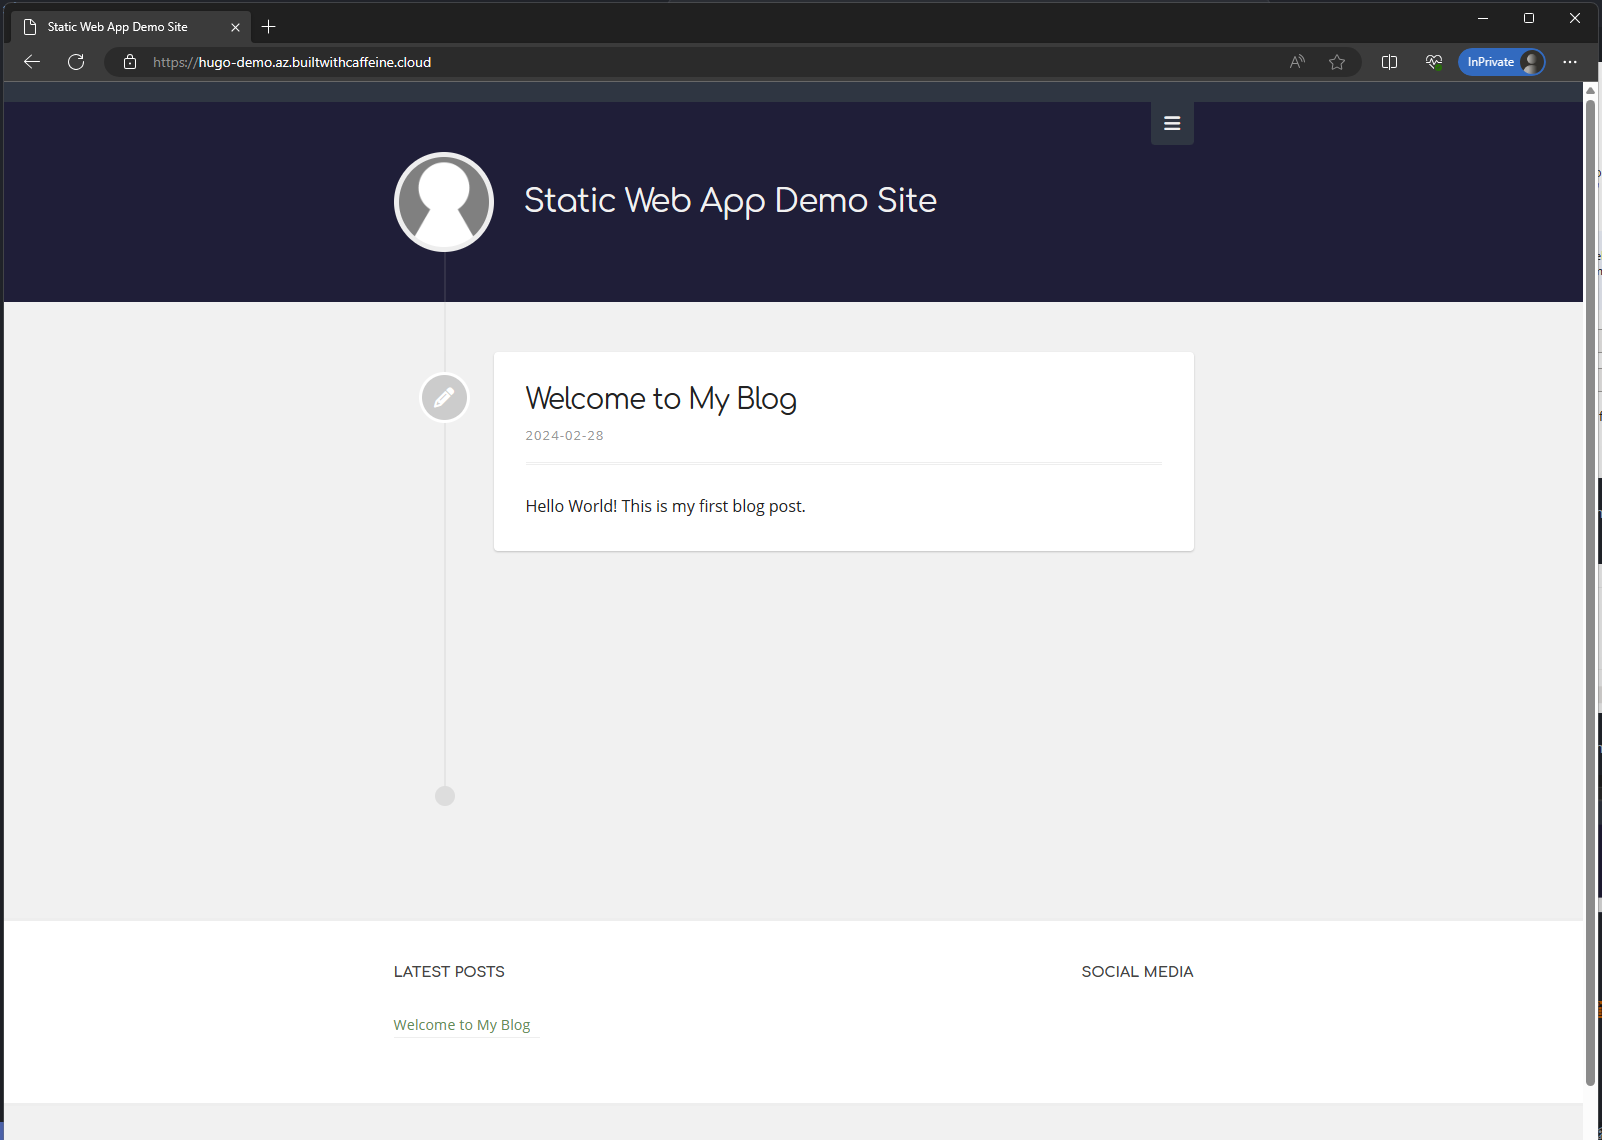 Static Web App Demo Site
https://hugo-demo.az.builtwithcaffeine.cloud
InPrivate
Static Web App Demo Site
Welcome to My Blog
2024-02-28
Hello World! This is my first blog post.
LATEST POSTS
SOCIAL MEDIA
Welcome to My Blog